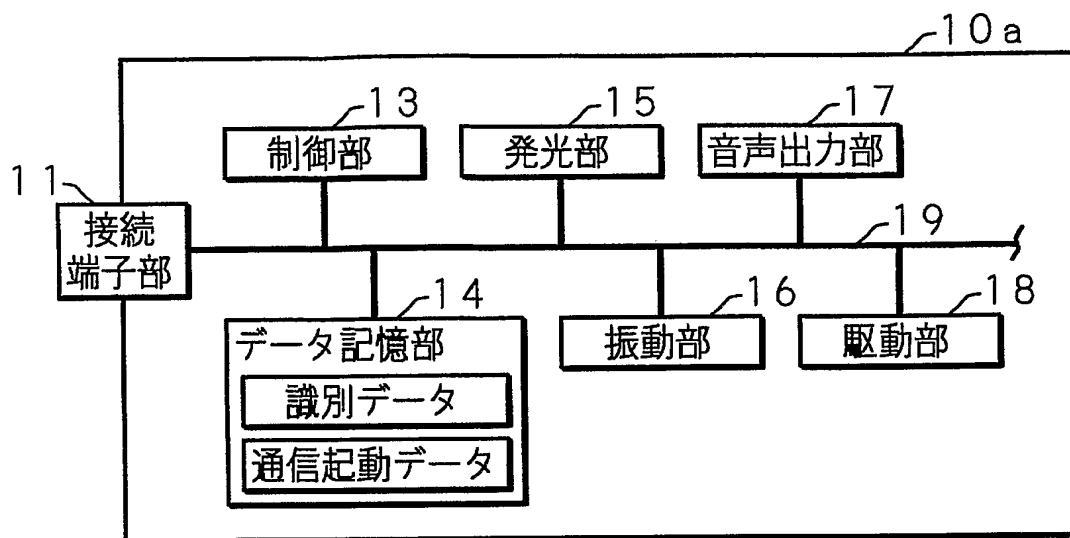 10a
13
15
17
制御部
発光部
音声出力部
11
接続
端子部
19
14
16
18
データ記憶部
振動部
駆動部
識別データ
通信起動データ